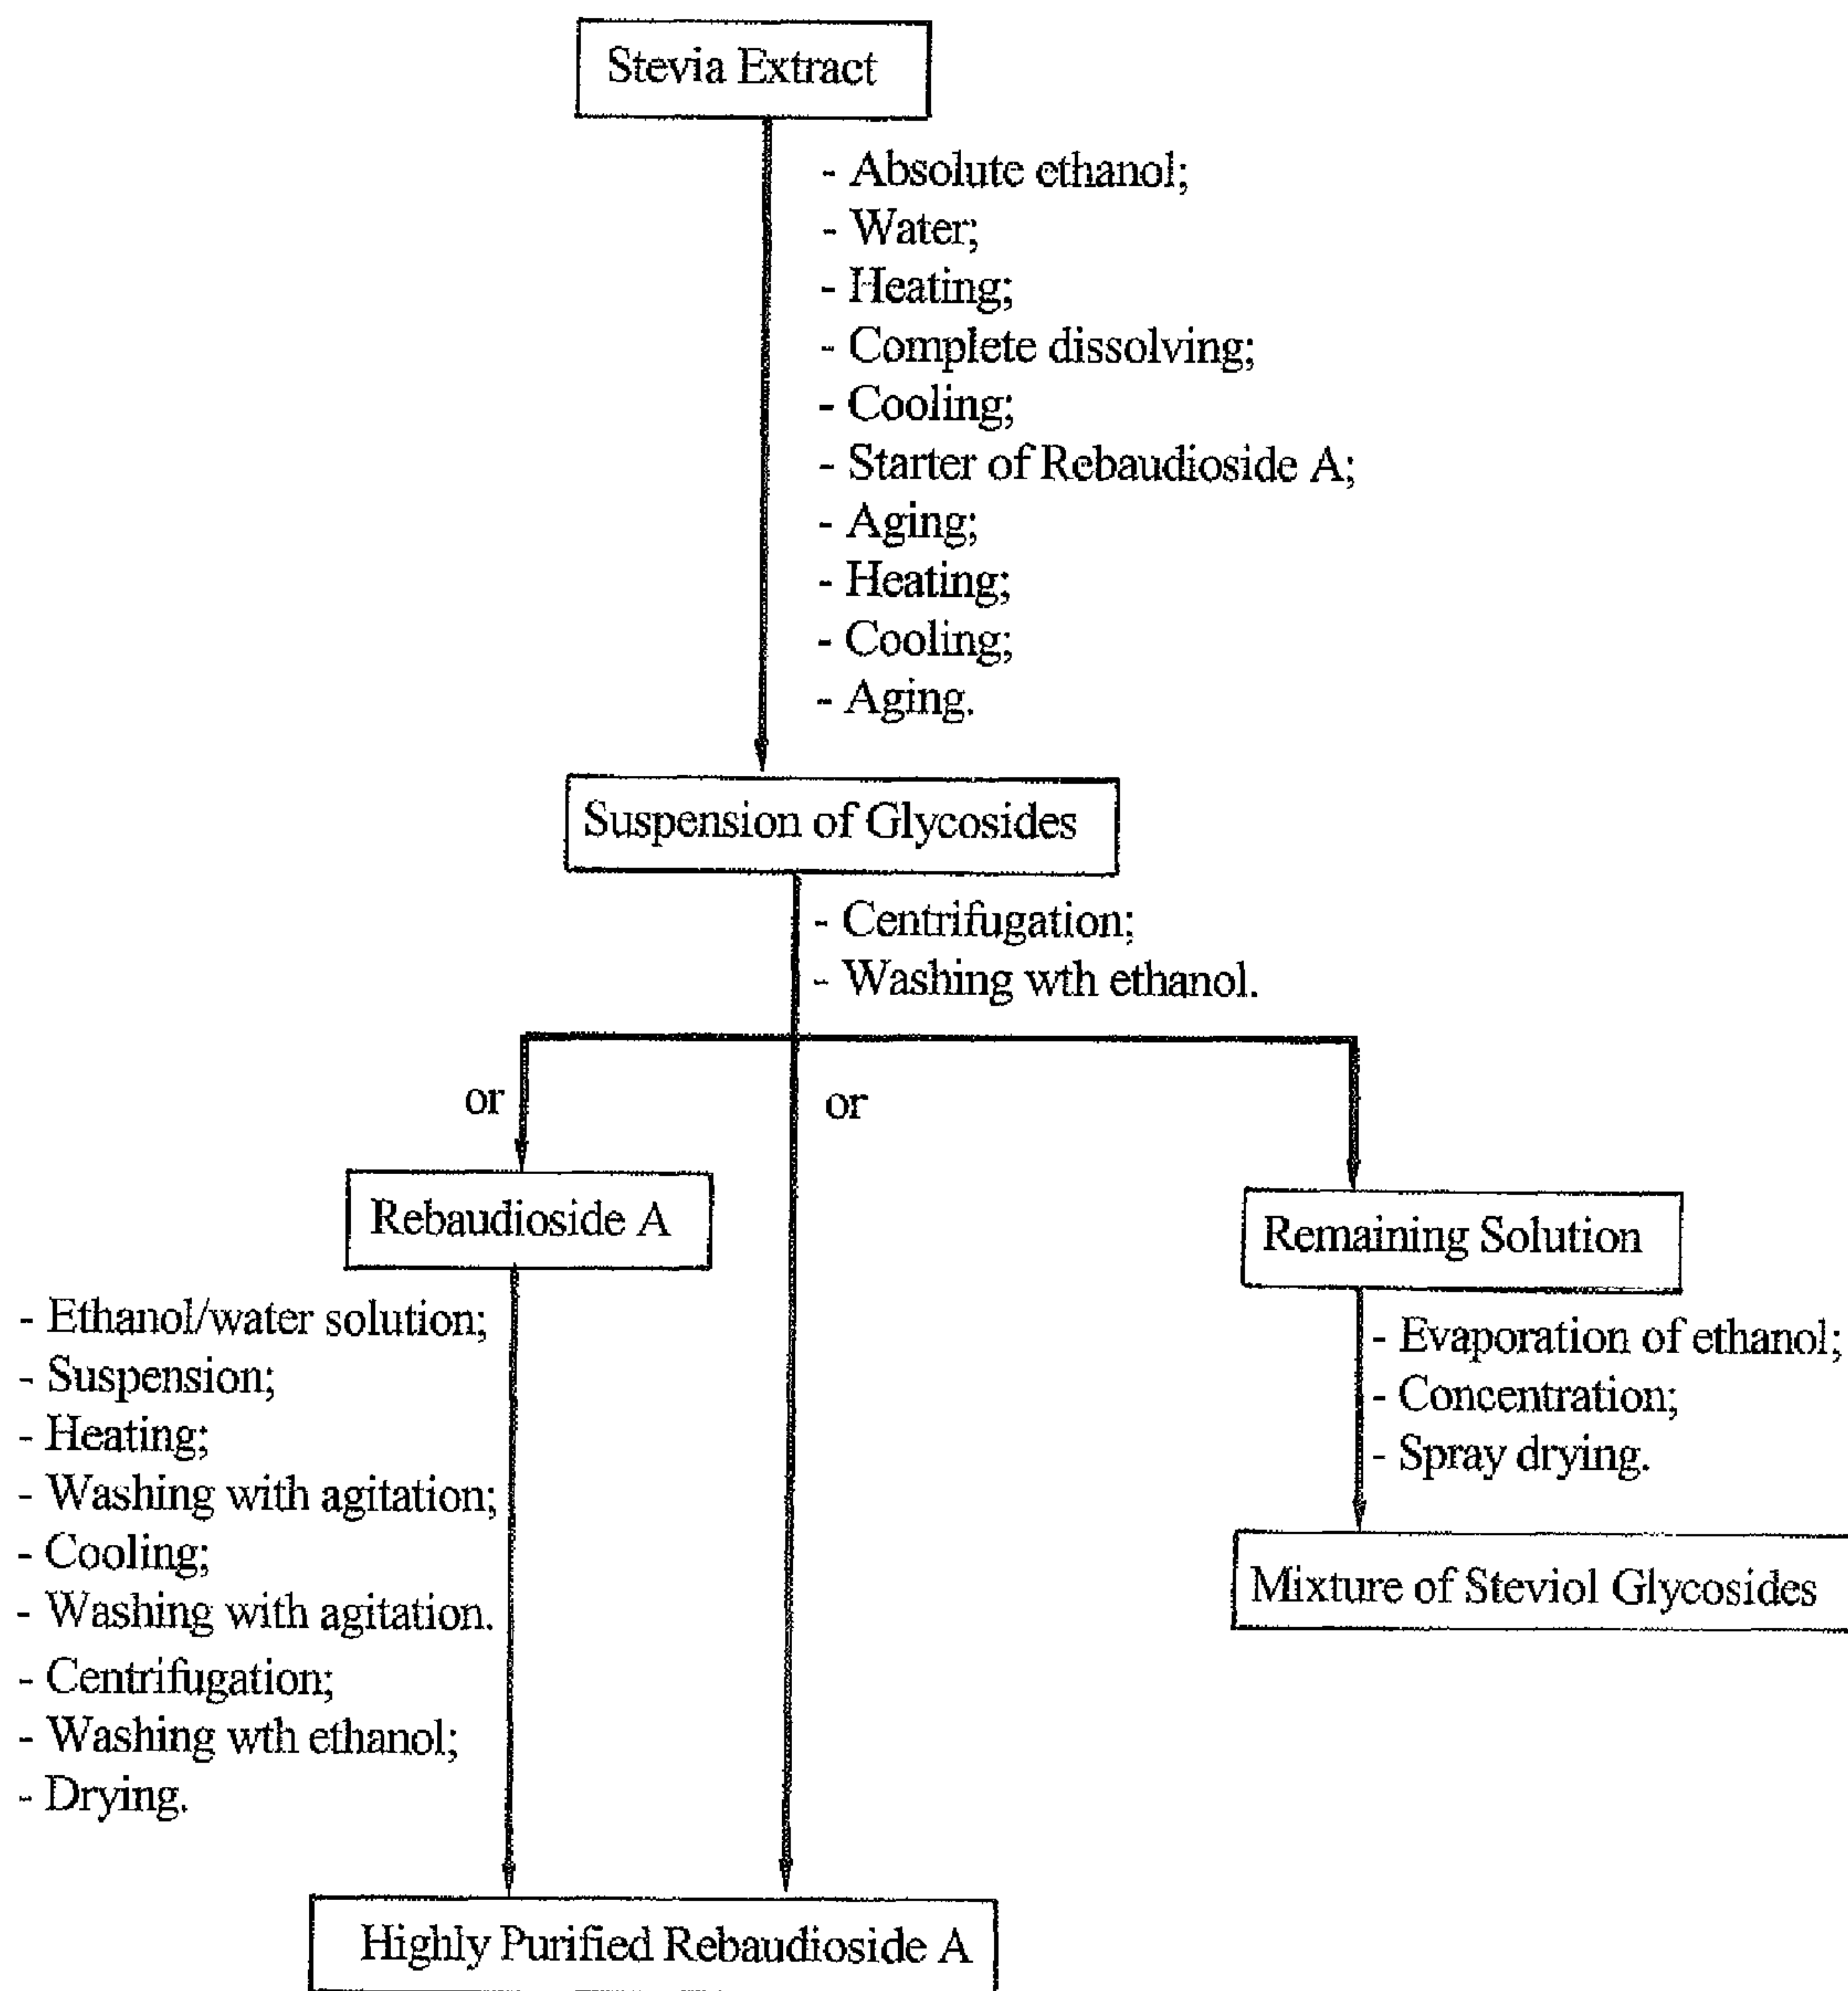 Stevia Extract
- Absolute ethanol;
- Water;
- Heating;
- Complete dissolving;
- Cooling;
- Starter of Rebaudioside A;
- Aging;
- Heating;
- Cooling;
- Aging.
Suspension of Glycosides
- Centrifugation;
- Washing wth ethanol.
or
or
Rebaudioside A
- Ethanol/water solution;
- Suspension;
- Heating;
- Washing with agitation;
- Cooling;
- Washing with agitation.
- Centrifugation;
- Washing wth ethanol;
- Drying.
Remaining Solution
- Evaporation of ethanol;
- Concentration;
- Spray drying.
Mixture of Steviol Glycosides
Highly Purified Rebaudioside A